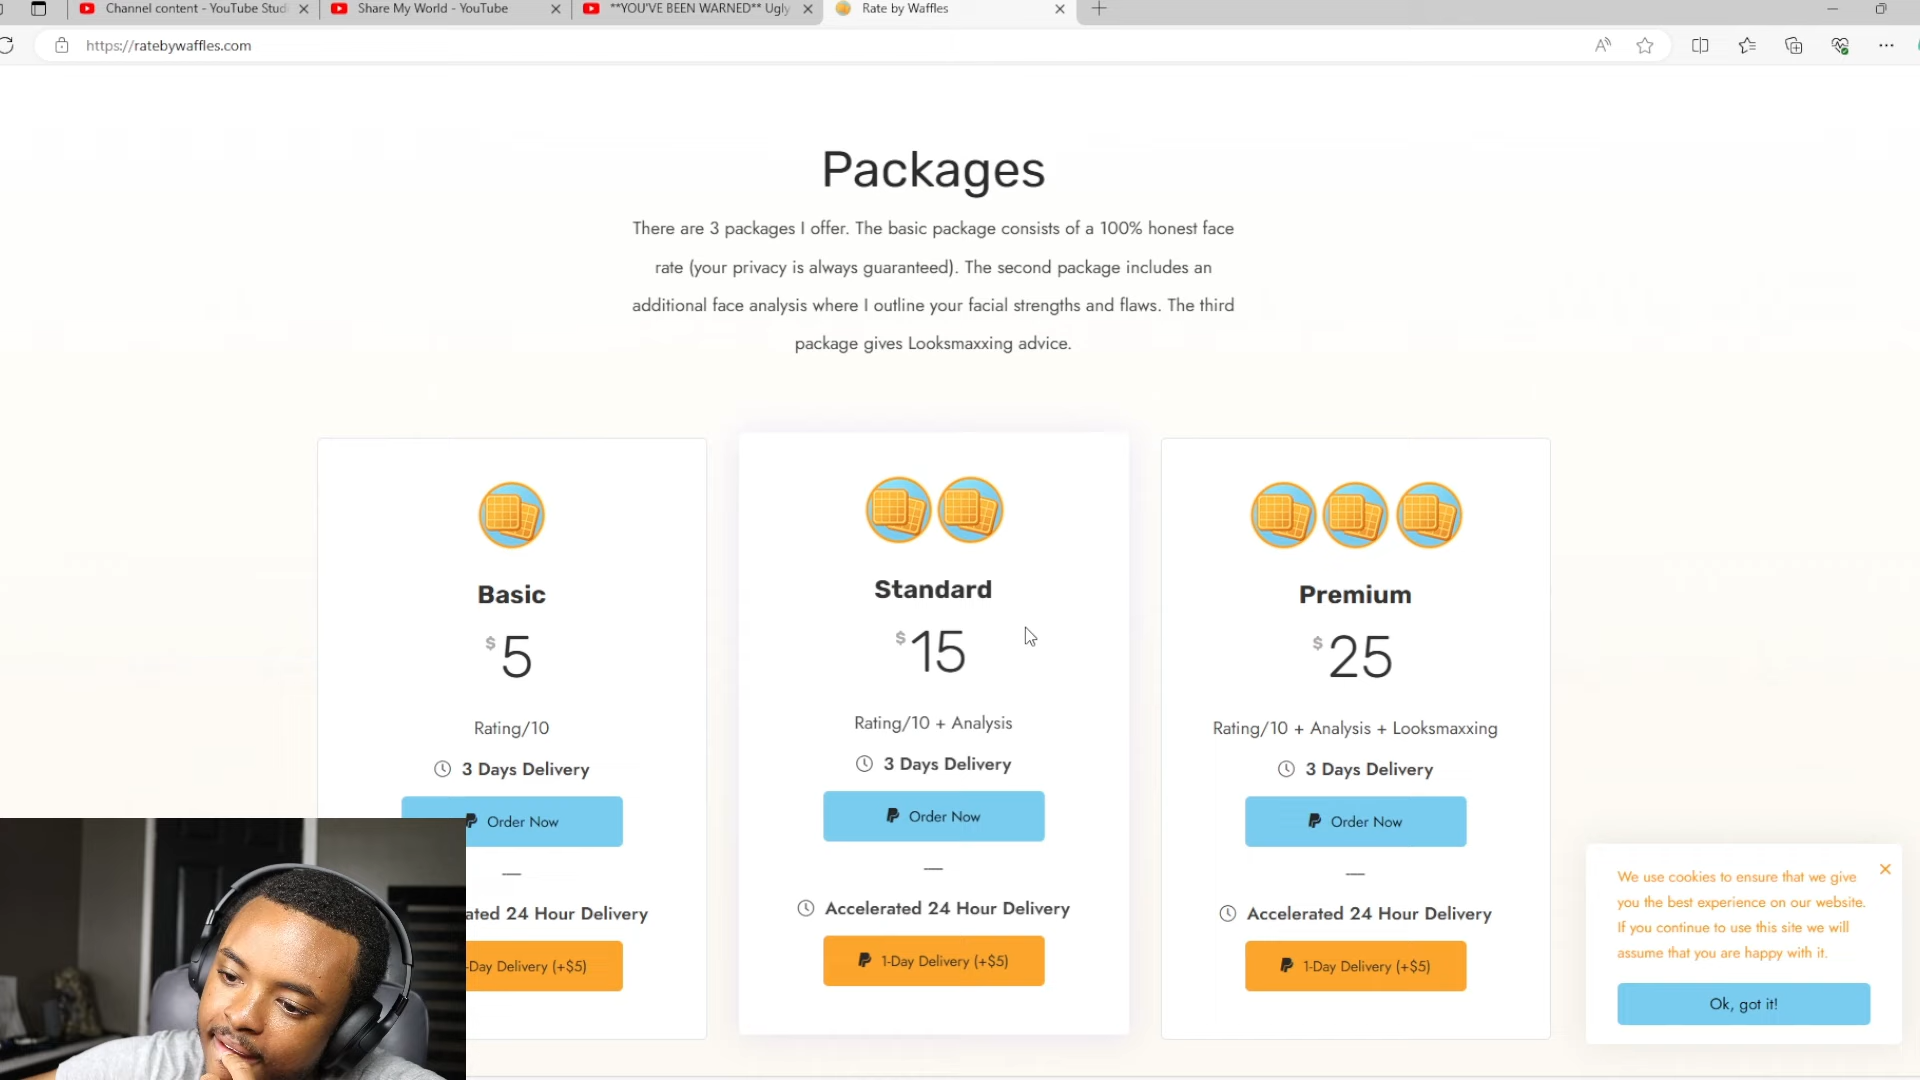 Channel content - YouTube Studi
Share My World - YouTube
**YOU'VE BEEN WARNED** Ugly
Rate by Waffles
https://ratebywaffles.com
Packages
There are 3 packages I offer. The basic package consists of a 100% honest face
rate (your privacy is always guaranteed). The second package includes an
additional face analysis where I outline your facial strengths and flaws. The third
package gives Looksmaxxing advice.
Basic
$5
Rating/10
3 Days Delivery
Order Now
—
ated 24 Hour Delivery
-Day Delivery (+$5)
Standard
$15
Rating/10 + Analysis
3 Days Delivery
Order Now
—
Accelerated 24 Hour Delivery
1-Day Delivery (+$5)
Premium
$25
Rating/10 + Analysis + Looksmaxxing
3 Days Delivery
Order Now
—
Accelerated 24 Hour Delivery
1-Day Delivery (+$5)
We use cookies to ensure that we give
you the best experience on our website.
If you continue to use this site we will
assume that you are happy with it.
Ok, got it!